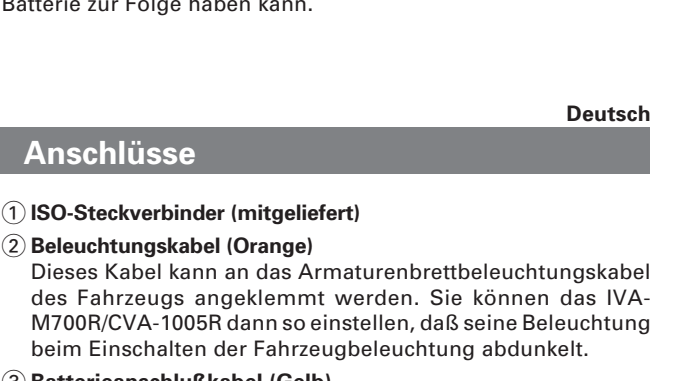 Batterie zur Folge haben kann.
Deutsch
Anschlüsse
① ISO-Steckverbinder (mitgeliefert)
② Beleuchtungskabel (Orange)
Dieses Kabel kann an das Armaturenbrettbeleuchtungskabel
des Fahrzeugs angeklemmt werden. Sie können das IVA-
M700R/CVA-1005R dann so einstellen, daß seine Beleuchtung
beim Einschalten der Fahrzeugbeleuchtung abdunkelt.
③ Batterieanschlußkabel (Gelb)